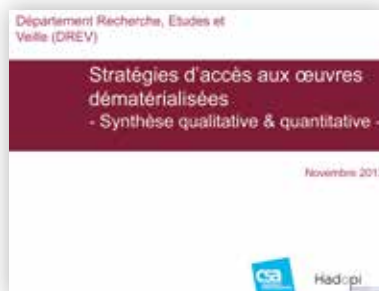 Département Recherche, Etudes et
Veille (DREV)
Stratégies d'accès aux œuvres
dématérialisées
- Synthèse qualitative & quantitative -
Novembre 201
csa
Hadopi